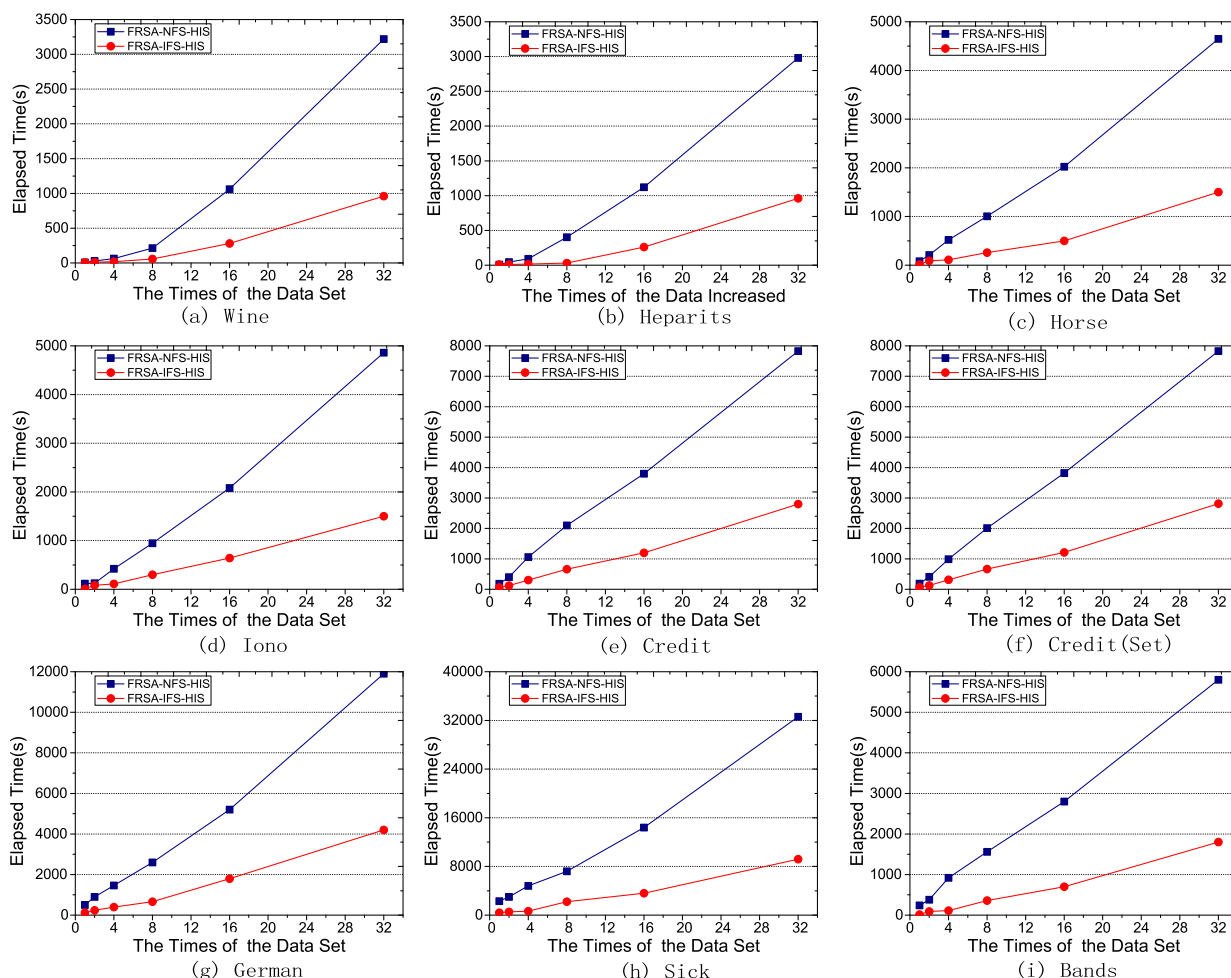 3500
3000
2500
2000
1500
1000
500
0
Elapsed Time(s)
FRSA-NFS-HIS
FRSA-IFS-HIS
0 4 8 12 16 20 24 28 32
The Times of the Data Set
(a) Wine
3500
3000
2500
2000
1500
1000
500
0
Elapsed Time(s)
FRSA-NFS-HIS
FRSA-IFS-HIS
0 4 8 12 16 20 24 28 32
The Times of the Data Increased
(b) Heparits
5000
4000
3000
2000
1000
0
Elapsed Time(s)
FRSA-NFS-HIS
FRSA-IFS-HIS
0 4 8 12 16 20 24 28 32
The Times of the Data Set
(c) Horse
5000
4000
3000
2000
1000
0
Elapsed Time(s)
FRSA-NFS-HIS
FRSA-IFS-HIS
0 4 8 12 16 20 24 28 32
The Times of the Data Set
(d) Iono
8000
7000
6000
5000
4000
3000
2000
1000
0
Elapsed Time(s)
FRSA-NFS-HIS
FRSA-IFS-HIS
0 4 8 12 16 20 24 28 32
The Times of the Data Set
(e) Credit
8000
7000
6000
5000
4000
3000
2000
1000
0
Elapsed Time(s)
FRSA-NFS-HIS
FRSA-IFS-HIS
0 4 8 12 16 20 24 28 32
The Times of the Data Set
(f) Credit(Set)
12000
10000
8000
6000
4000
2000
0
Elapsed Time(s)
FRSA-NFS-HIS
FRSA-IFS-HIS
0 4 8 12 16 20 24 28 32
The Times of the Data Set
(g) German
40000
32000
24000
16000
8000
0
Elapsed Time(s)
FRSA-NFS-HIS
FRSA-IFS-HIS
0 4 8 12 16 20 24 28 32
The Times of the Data Set
(h) Sick
6000
5000
4000
3000
2000
1000
0
Elapsed Time(s)
FRSA-NFS-HIS
FRSA-IFS-HIS
0 4 8 12 16 20 24 28 32
The Times of the Data Set
(i) Bands